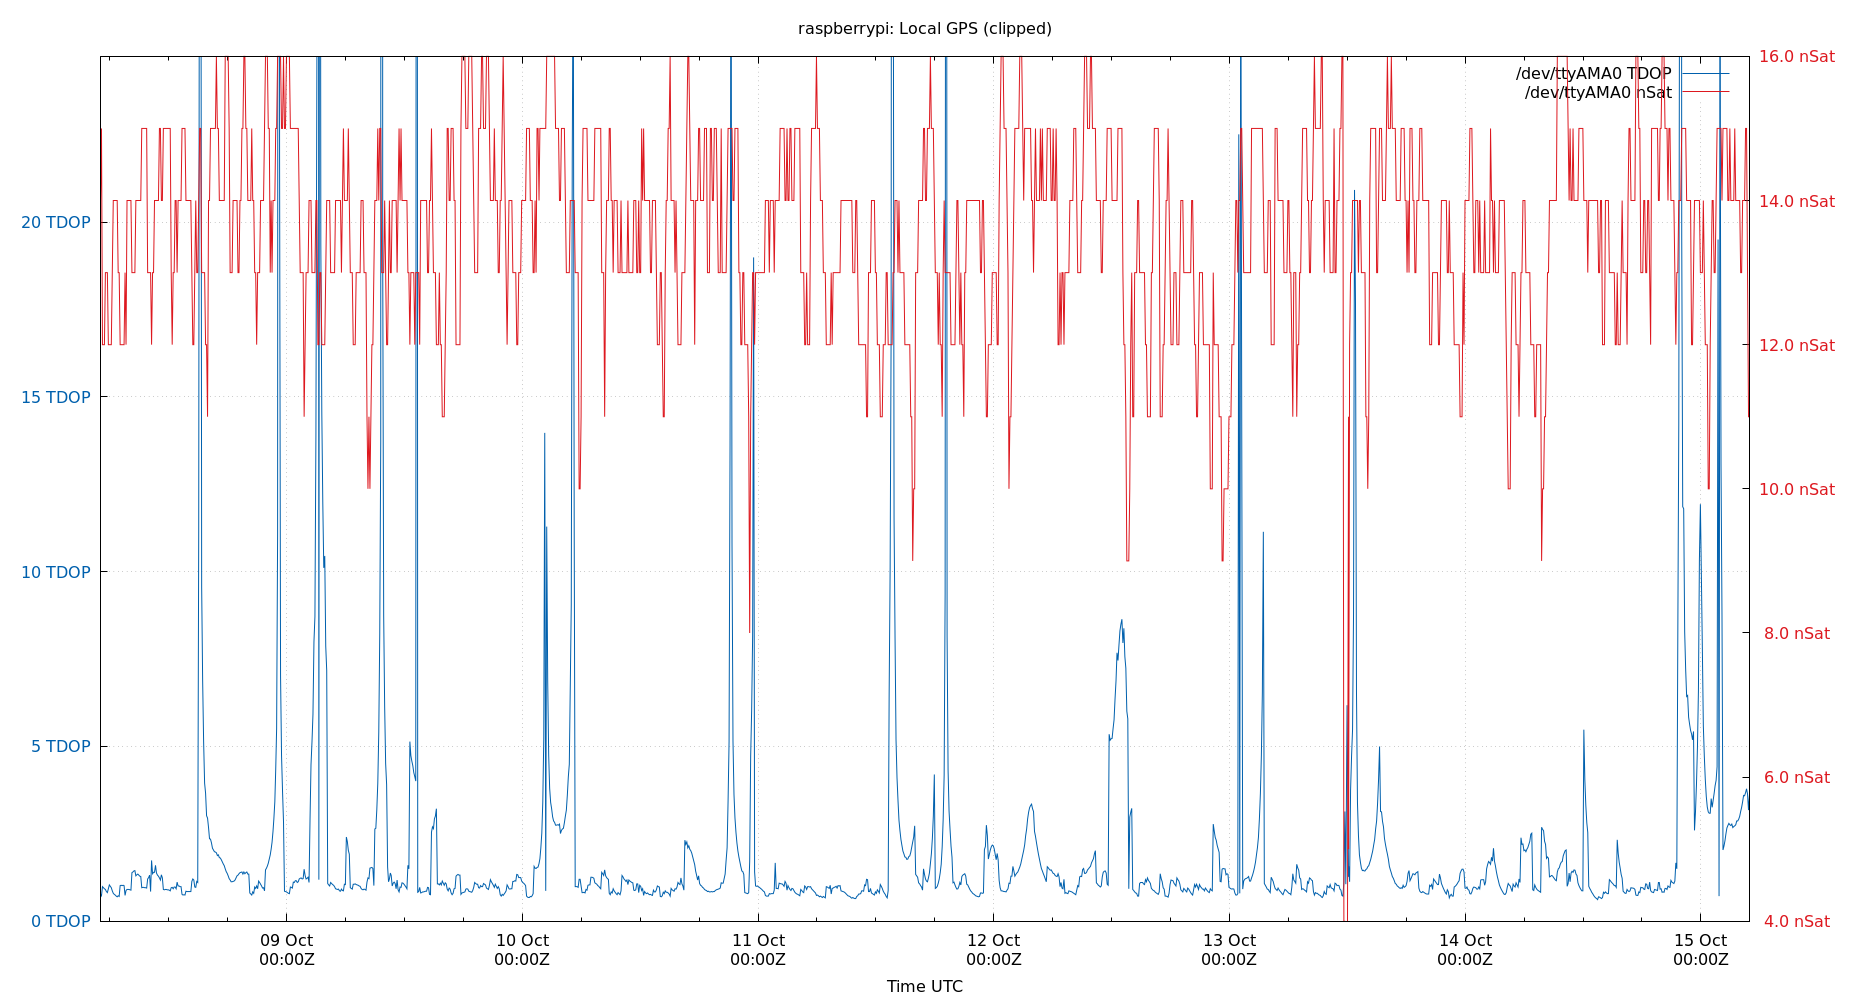 raspberrypi: Local GPS (clipped)
16.0 nSat
/dev/ttyAMA0 TDOP
/dev/ttyAMA0 nSat
20 TDOP
14.0 nSat
12.0 nSat
15 TDOP
10.0 nSat
10 TDOP
8.0 nSat
5 TDOP
6.0 nSat
0 TDOP
4.0 nSat
09 Oct 10 Oct 11 Oct 12 Oct 13 Oct 14 Oct 15 Oct
00:00Z 00:00Z 00:00Z 00:00Z 00:00Z 00:00Z 00:00Z
Time UTC